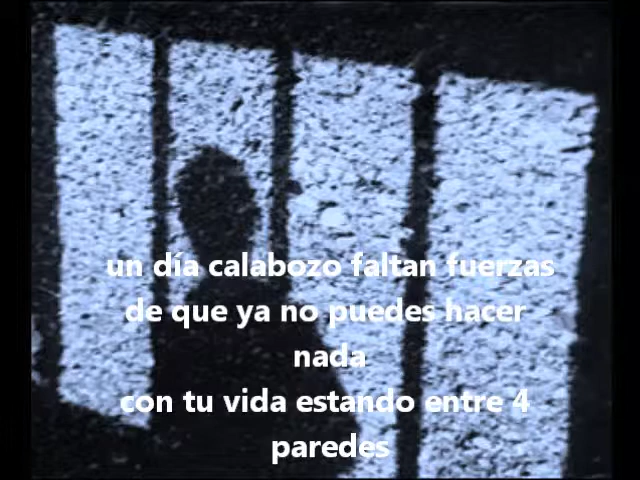 un día calabozo faltan fuerzas
de que ya no puedes hacer
nada
con tu vida estando entre 4
paredes